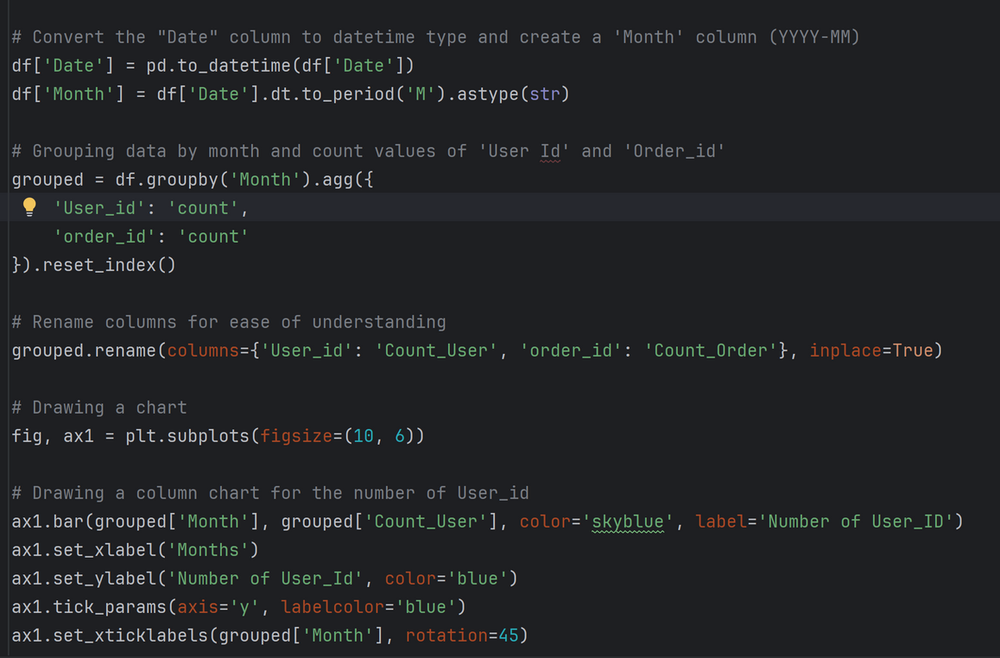 # Convert the "Date" column to datetime type and create a 'Month' column (YYYY-MM)
df['Date'] = pd.to_datetime(df['Date'])
df['Month'] = df['Date'].dt.to_period('M').astype(str)
# Grouping data by month and count values of 'User Id' and 'Order_id'
grouped = df.groupby('Month').agg({
    'User_id': 'count',
    'order_id': 'count'
}).reset_index()
# Rename columns for ease of understanding
grouped.rename(columns={'User_id': 'Count_User', 'order_id': 'Count_Order'}, inplace=True)
# Drawing a chart
fig, ax1 = plt.subplots(figsize=(10, 6))
# Drawing a column chart for the number of User_id
ax1.bar(grouped['Month'], grouped['Count_User'], color='skyblue', label='Number of User_ID')
ax1.set_xlabel('Months')
ax1.set_ylabel('Number of User_Id', color='blue')
ax1.tick_params(axis='y', labelcolor='blue')
ax1.set_xticklabels(grouped['Month'], rotation=45)